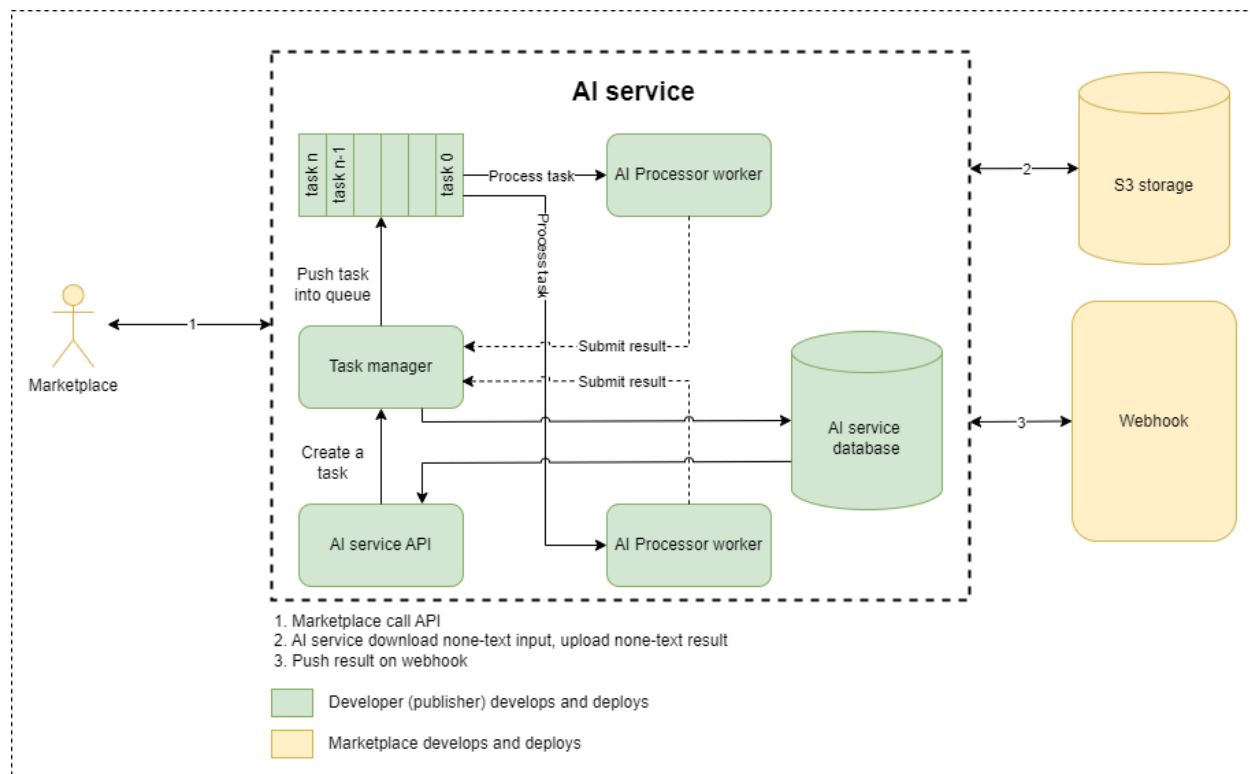 AI service
task n
task n-1
task 0
Process task
AI Processor worker
S3 storage
Process task
Push task
into queue
1
2
Marketplace
Task manager
Submit result
Submit result
AI service
database
3
Webhook
Create a
task
AI service API
AI Processor worker
1. Marketplace call API
2. AI service download none-text input, upload none-text result
3. Push result on webhook
Developer (publisher) develops and deploys
Marketplace develops and deploys